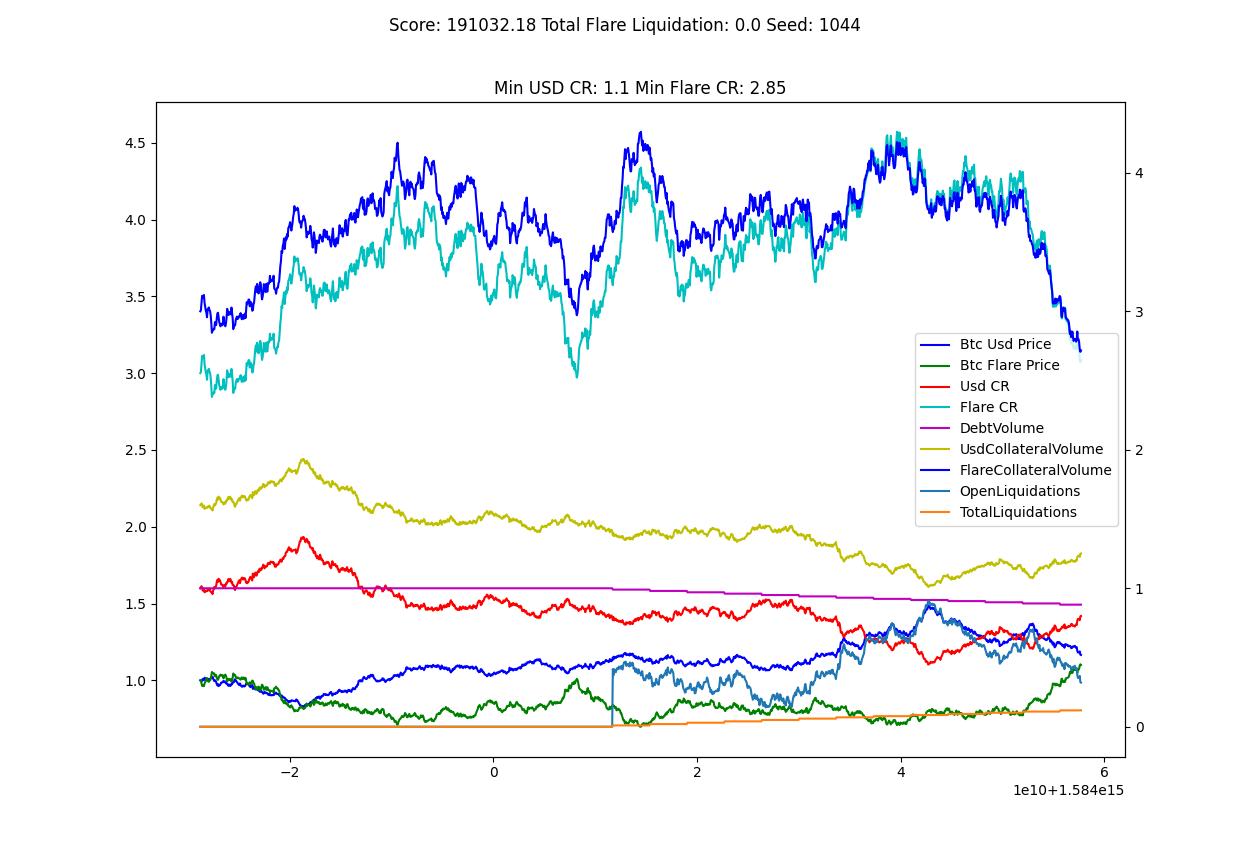 Score: 191032.18 Total Flare Liquidation: 0.0 Seed: 1044
Min USD CR: 1.1 Min Flare CR: 2.85
4.5
4.0
3.5
3.0
2.5
2.0
1.5
1.0
4
3
2
1
0
Btc Usd Price
Btc Flare Price
Usd CR
Flare CR
DebtVolume
UsdCollateralVolume
FlareCollateralVolume
OpenLiquidations
TotalLiquidations
−2 0 2 4 6
1e10+1.584e15